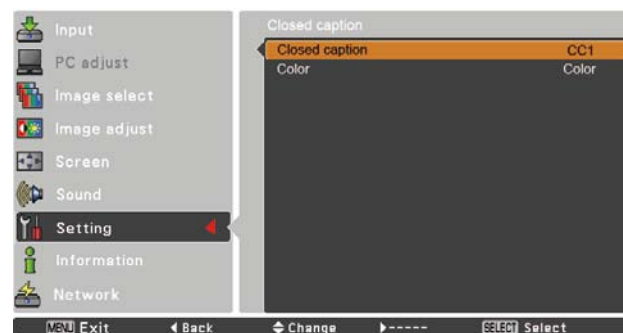 Input
PC adjust
Image select
Image adjust
Screen
Sound
Setting
Information
Network
Closed caption
Closed caption CC1
Color Color
MENU Exit Back Change ----- SELECT Select